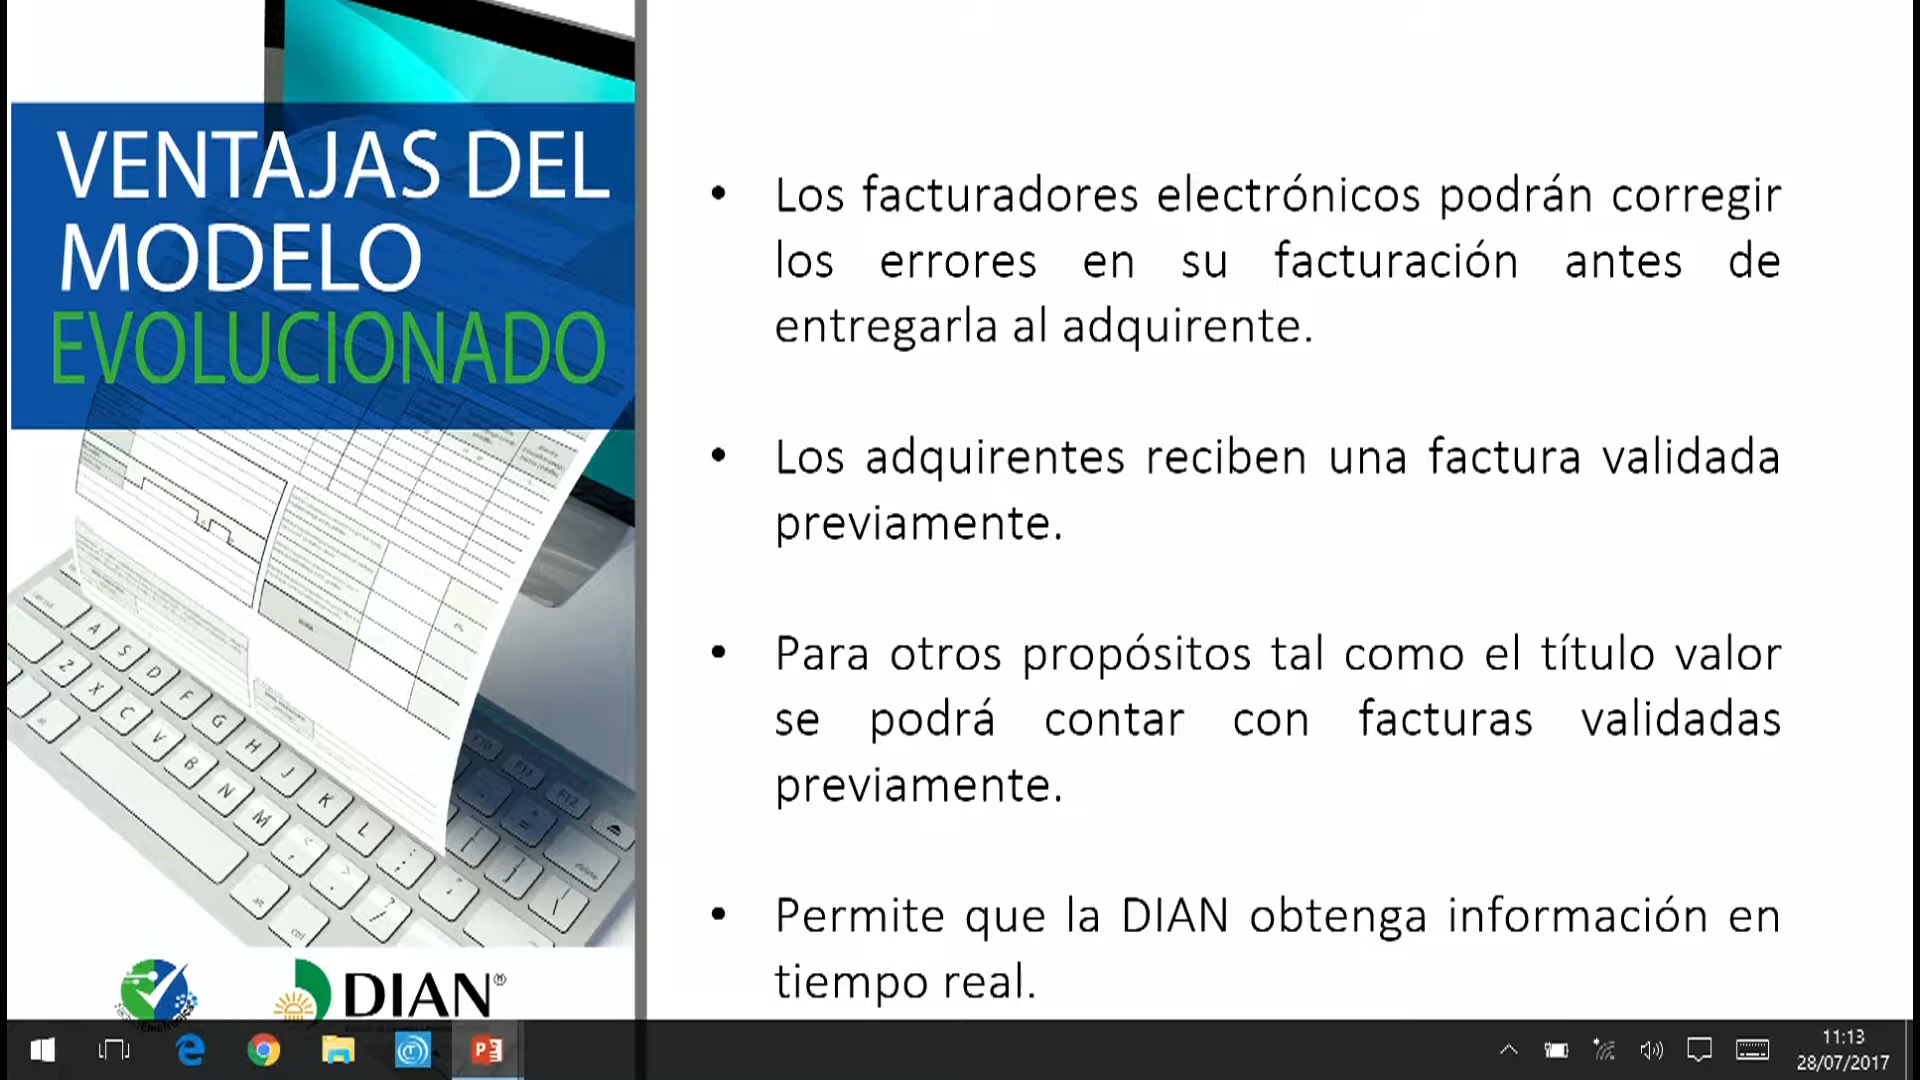 VENTAJAS DEL
MODELO
EVOLUCIONADO
• Los facturadores electrónicos podrán corregir
los errores en su facturación antes de
entregarla al adquirente.
• Los adquirentes reciben una factura validada
previamente.
• Para otros propósitos tal como el título valor
se podrá contar con facturas validadas
previamente.
• Permite que la DIAN obtenga información en
tiempo real.
DIAN®
11:13
28/07/2017